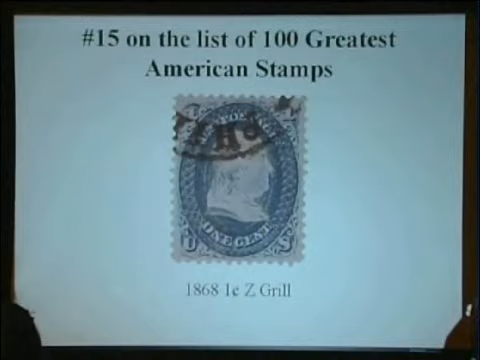 #15 on the list of 100 Greatest
American Stamps
ONE CENT
1868 1c Z Grill